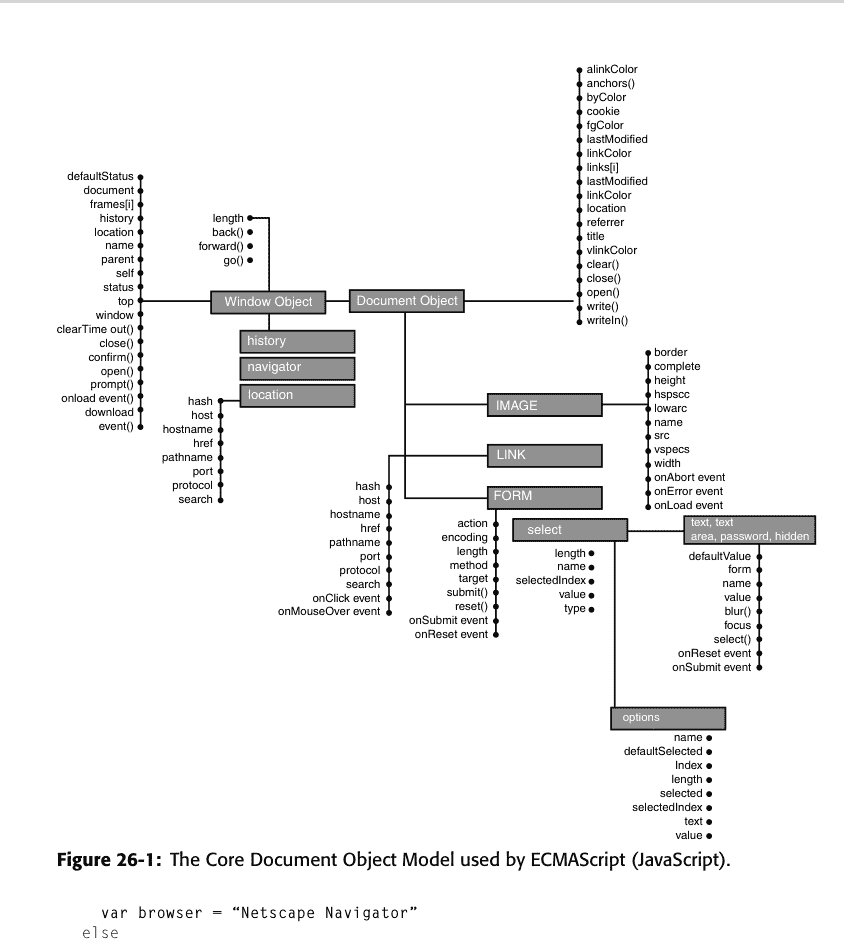 alinkColor
anchors()
byColor
cookie
fgColor
lastModified
linkColor
links[i]
lastModified
linkColor
location
referrer
title
vlinkColor
clear()
close()
open()
write()
writeIn()
defaultStatus
document
frames[i]
history
location
name
parent
self
status
top
window
clearTime out()
close()
confirm()
open()
prompt()
onload event()
download
event()
length
back()
forward()
go()
Window Object
Document Object
history
navigator
location
hash
host
hostname
href
pathname
port
protocol
search
IMAGE
border
complete
height
hspscc
lowarc
name
src
vspecs
width
onAbort event
onError event
onLoad event
LINK
hash
host
hostname
href
pathname
port
protocol
search
onClick event
onMouseOver event
FORM
action
encoding
length
method
target
submit()
reset()
onSubmit event
onReset event
select
length
name
selectedIndex
value
type
text, text
area, password, hidden
defaultValue
form
name
value
blur()
focus
select()
onReset event
onSubmit event
options
name
defaultSelected
Index
length
selected
selectedIndex
text
value
Figure 26-1: The Core Document Object Model used by ECMAScript (JavaScript).
var browser = “Netscape Navigator”
else